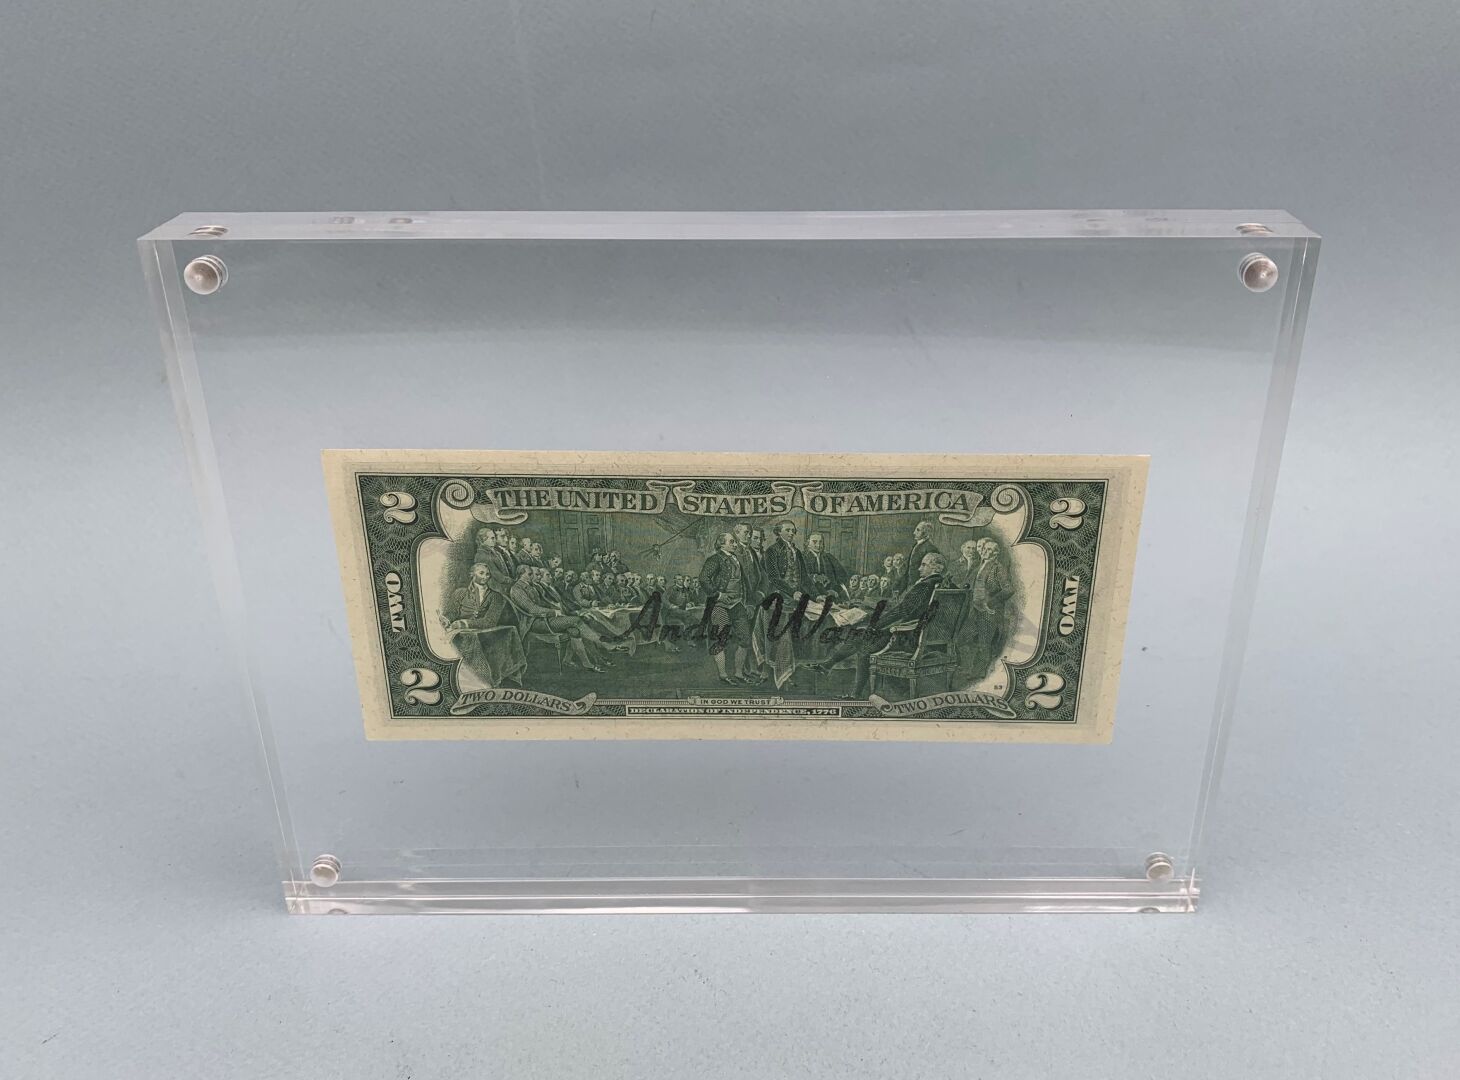 2 THE UNITED STATES OF AMERICA 2
TWO TWO
Andy Warhol
2 TWO DOLLARS IN GOD WE TRUST TWO DOLLARS 2
DECLARATION OF INDEPENDENCE, 1776